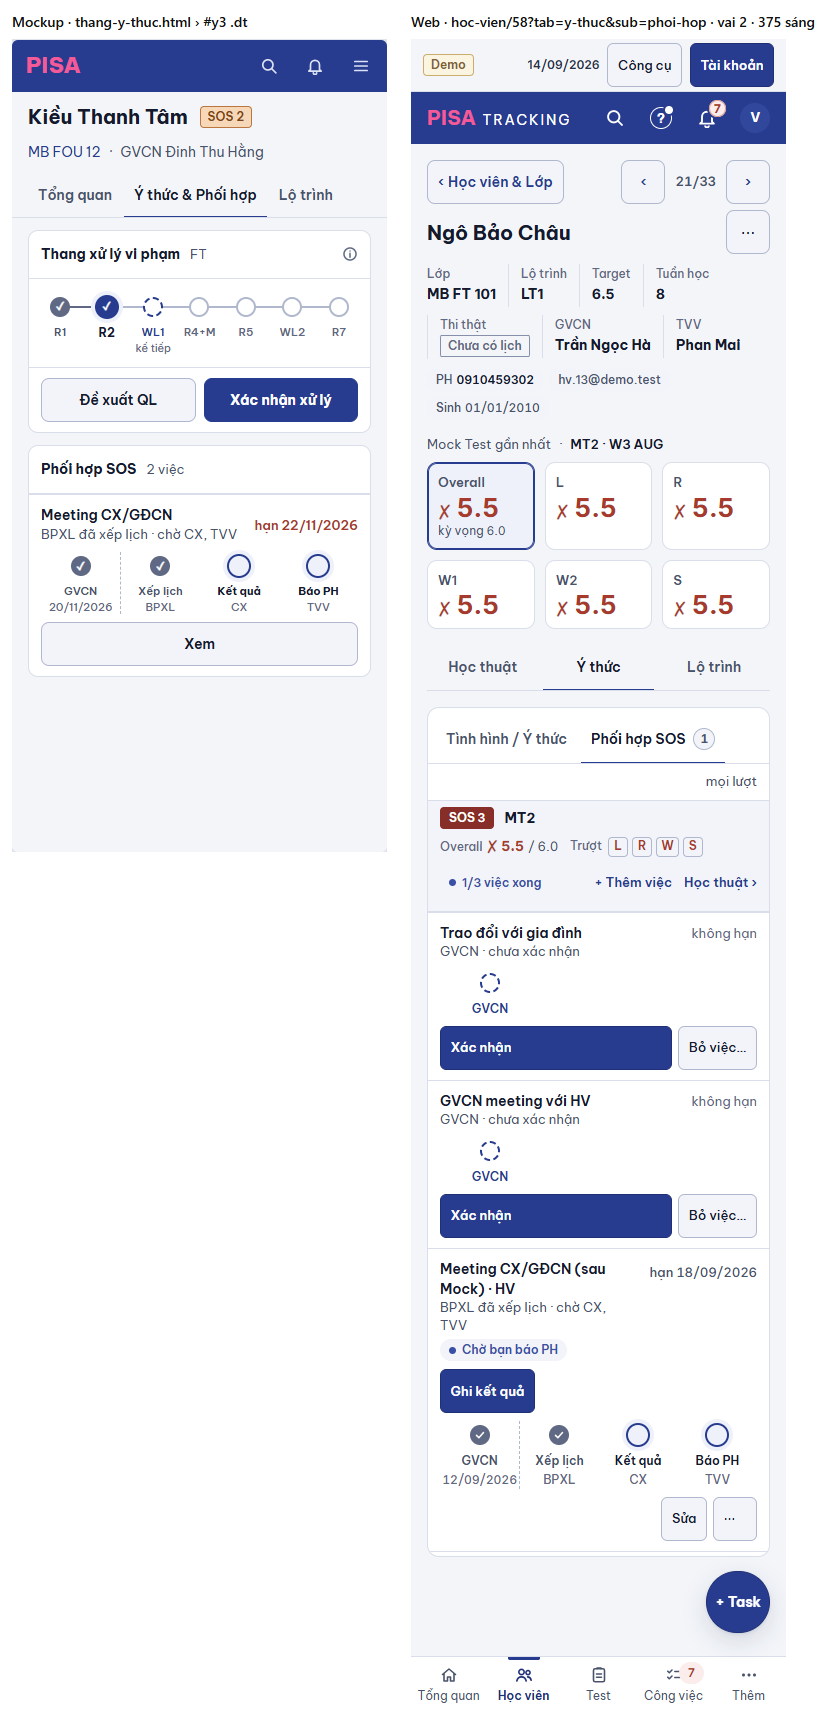 Mockup · thang-y-thuc.html › #y3 .dt
PISA
Kiều Thanh Tâm SOS 2
MB FOU 12 · GVCN Đinh Thu Hằng
Tổng quan Ý thức & Phối hợp Lộ trình
Thang xử lý vi phạm FT
R1 R2 WL1 R4+M R5 WL2 R7
kế tiếp
Đề xuất QL Xác nhận xử lý
Phối hợp SOS 2 việc
Meeting CX/GĐCN
BPXL đã xếp lịch · chờ CX, TVV
hạn 22/11/2026
GVCN Xếp lịch Kết quả Báo PH
20/11/2026 BPXL CX TVV
Xem
Web · hoc-vien/58?tab=y-thuc&sub=phoi-hop · vai 2 · 375 sáng
Demo 14/09/2026 Công cụ Tài khoản
PISA TRACKING ? 7 V
‹ Học viên & Lớp ‹ 21/33 ›
Ngô Bảo Châu ...
Lớp Lộ trình Target Tuần học
MB FT 101 LT1 6.5 8
Thi thật GVCN TVV
Chưa có lịch Trần Ngọc Hà Phan Mai
PH 0910459302 hv.13@demo.test
Sinh 01/01/2010
Mock Test gần nhất · MT2 · W3 AUG
Overall L R
✗ 5.5 ✗ 5.5 ✗ 5.5
kỳ vọng 6.0
W1 W2 S
✗ 5.5 ✗ 5.5 ✗ 5.5
Học thuật Ý thức Lộ trình
Tình hình / Ý thức Phối hợp SOS 1
mọi lượt
SOS 3 MT2
Overall ✗ 5.5 / 6.0 Trượt L R W S
1/3 việc xong + Thêm việc Học thuật ›
Trao đổi với gia đình không hạn
GVCN · chưa xác nhận
GVCN
Xác nhận Bỏ việc...
GVCN meeting với HV không hạn
GVCN · chưa xác nhận
GVCN
Xác nhận Bỏ việc...
Meeting CX/GĐCN (sau hạn 18/09/2026
Mock) · HV
BPXL đã xếp lịch · chờ CX,
TVV
Chờ bạn báo PH
Ghi kết quả
GVCN Xếp lịch Kết quả Báo PH
12/09/2026 BPXL CX TVV
Sửa ...
+ Task
7
Tổng quan Học viên Test Công việc Thêm